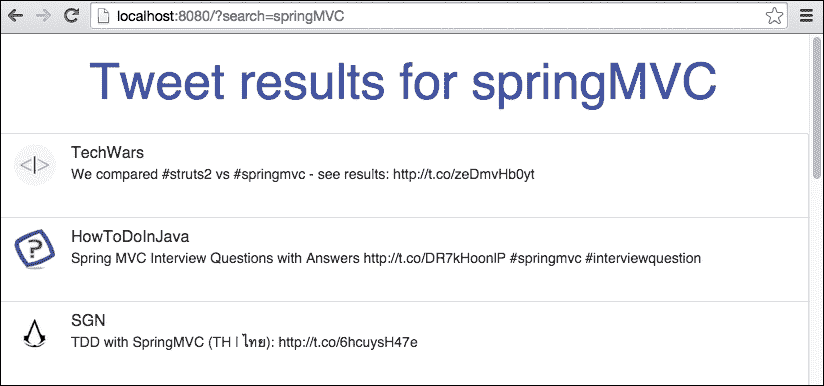 localhost:8080/?search=springMVC
Tweet results for springMVC
<|>
TechWars
We compared #struts2 vs #springmvc - see results: http://t.co/zeDmvHb0yt
?
HowToDoInJava
Spring MVC Interview Questions with Answers http://t.co/DR7kHoonIP #springmvc #interviewquestion
SGN
TDD with SpringMVC (TH | ไทย): http://t.co/6hcuysH47e